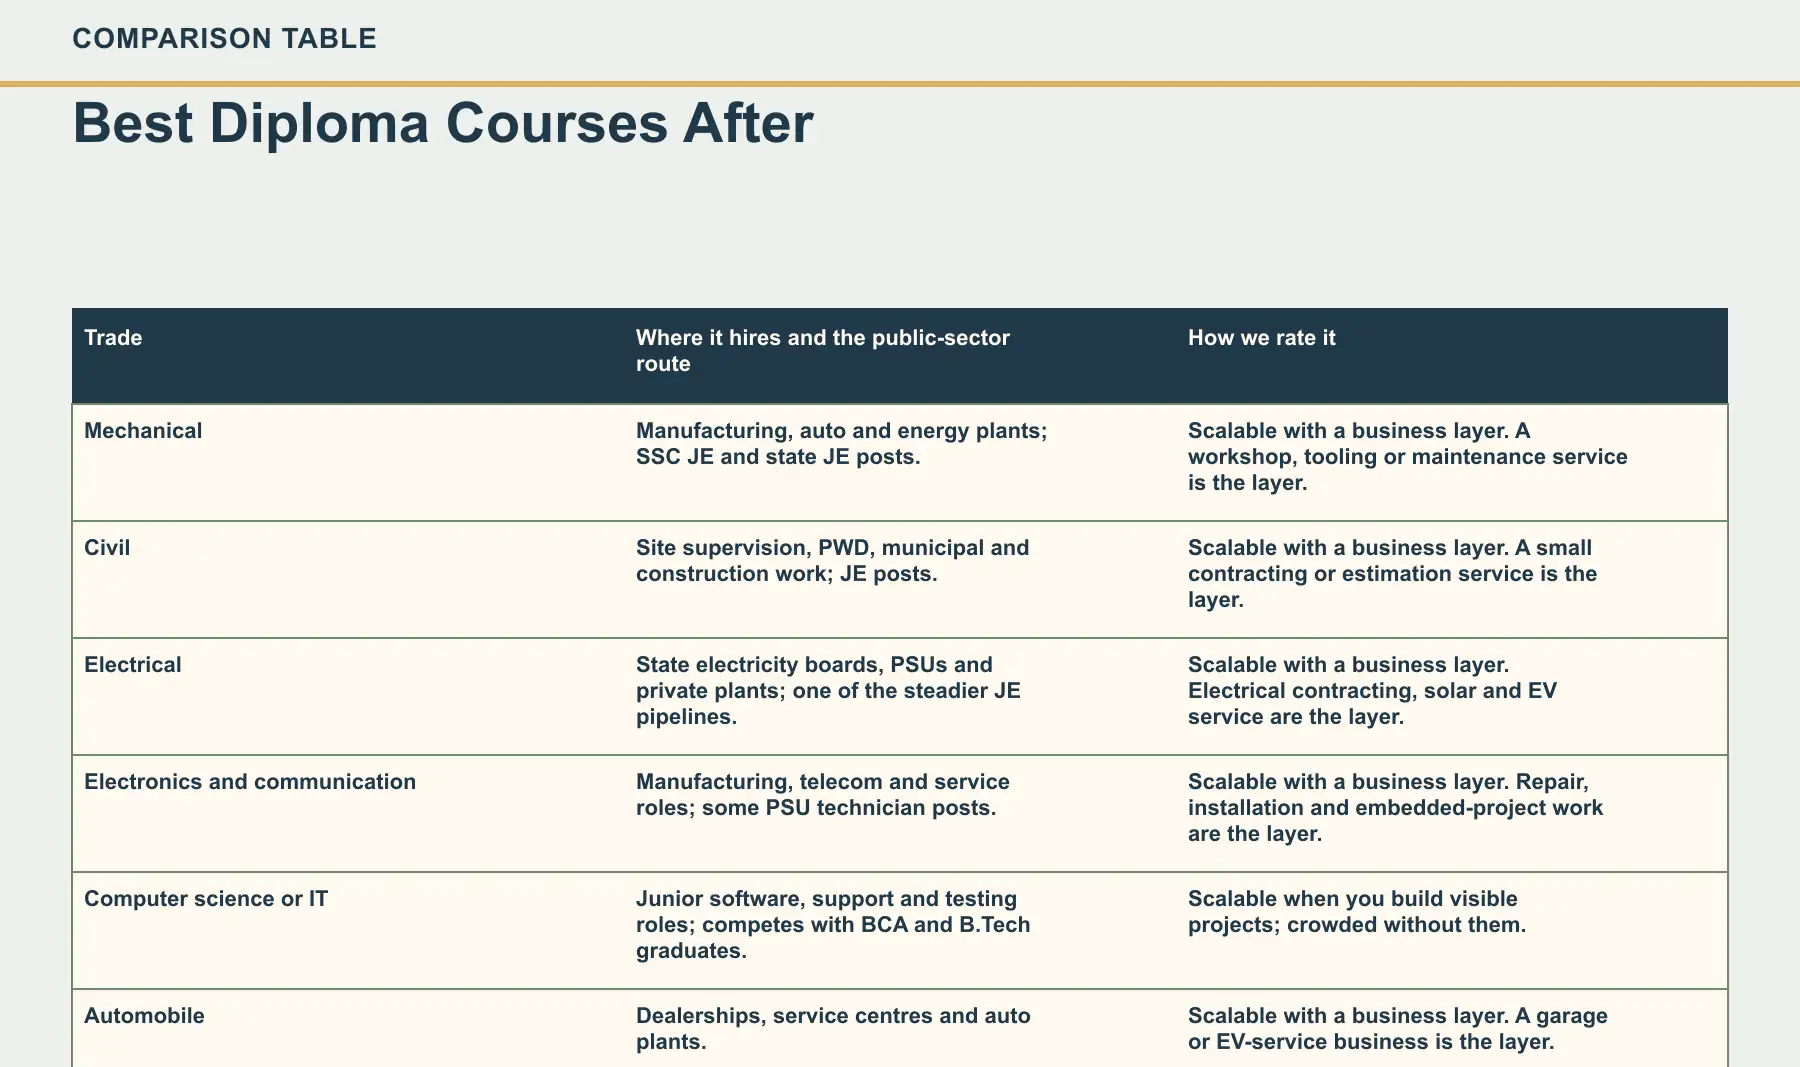 COMPARISON TABLE
Best Diploma Courses After
Trade
Where it hires and the public-sector
route
How we rate it
Mechanical
Manufacturing, auto and energy plants;
SSC JE and state JE posts.
Scalable with a business layer. A
workshop, tooling or maintenance service
is the layer.
Civil
Site supervision, PWD, municipal and
construction work; JE posts.
Scalable with a business layer. A small
contracting or estimation service is the
layer.
Electrical
State electricity boards, PSUs and
private plants; one of the steadier JE
pipelines.
Scalable with a business layer.
Electrical contracting, solar and EV
service are the layer.
Electronics and communication
Manufacturing, telecom and service
roles; some PSU technician posts.
Scalable with a business layer. Repair,
installation and embedded-project work
are the layer.
Computer science or IT
Junior software, support and testing
roles; competes with BCA and B.Tech
graduates.
Scalable when you build visible
projects; crowded without them.
Automobile
Dealerships, service centres and auto
plants.
Scalable with a business layer. A garage
or EV-service business is the layer.